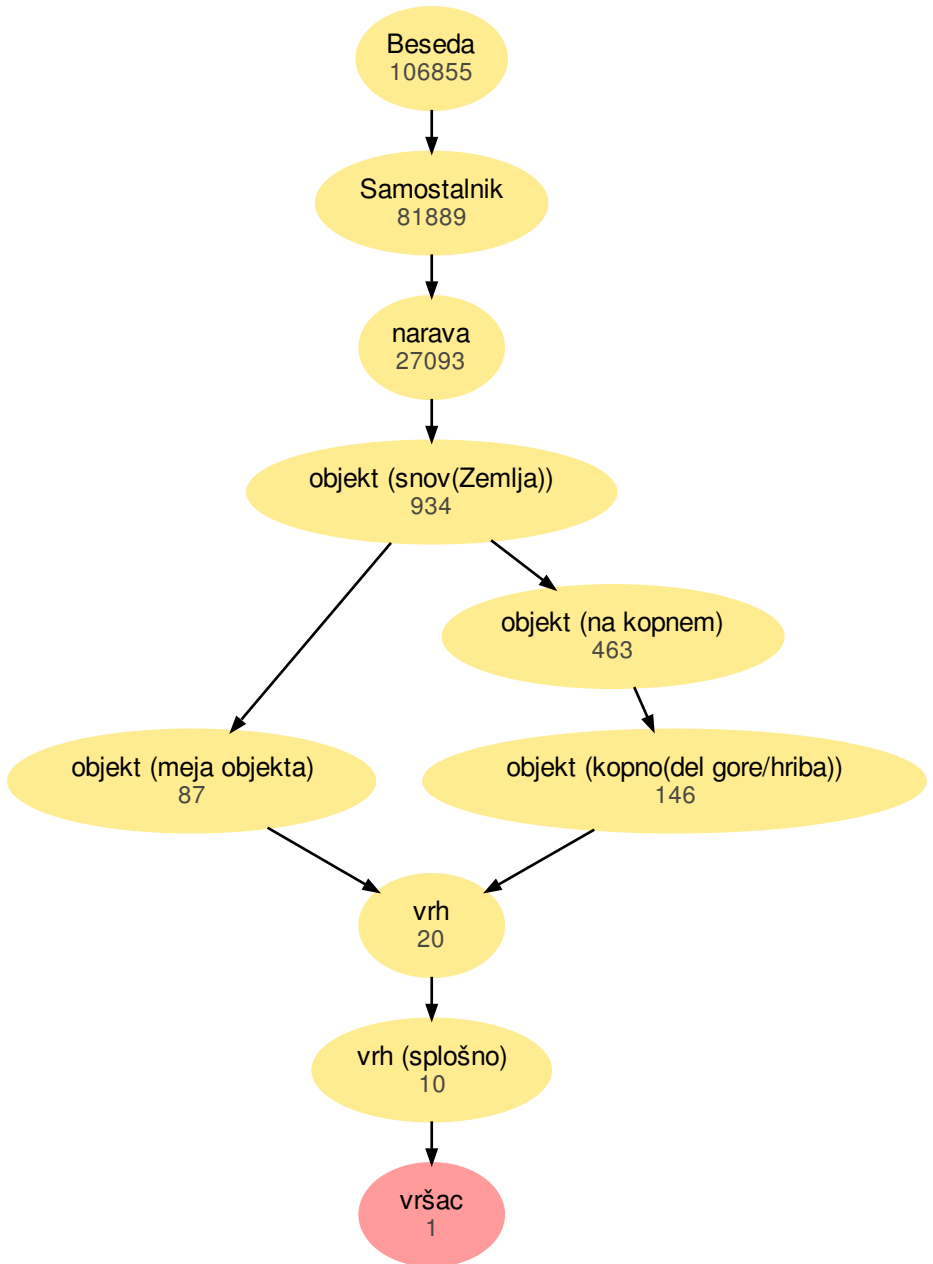 Beseda
106855
Samostalnik
81889
narava
27093
objekt (snov(Zemlja))
934
objekt (na kopnem)
463
objekt (meja objekta)
87
objekt (kopno(del gore/hriba))
146
vrh
20
vrh (splošno)
10
vršac
1